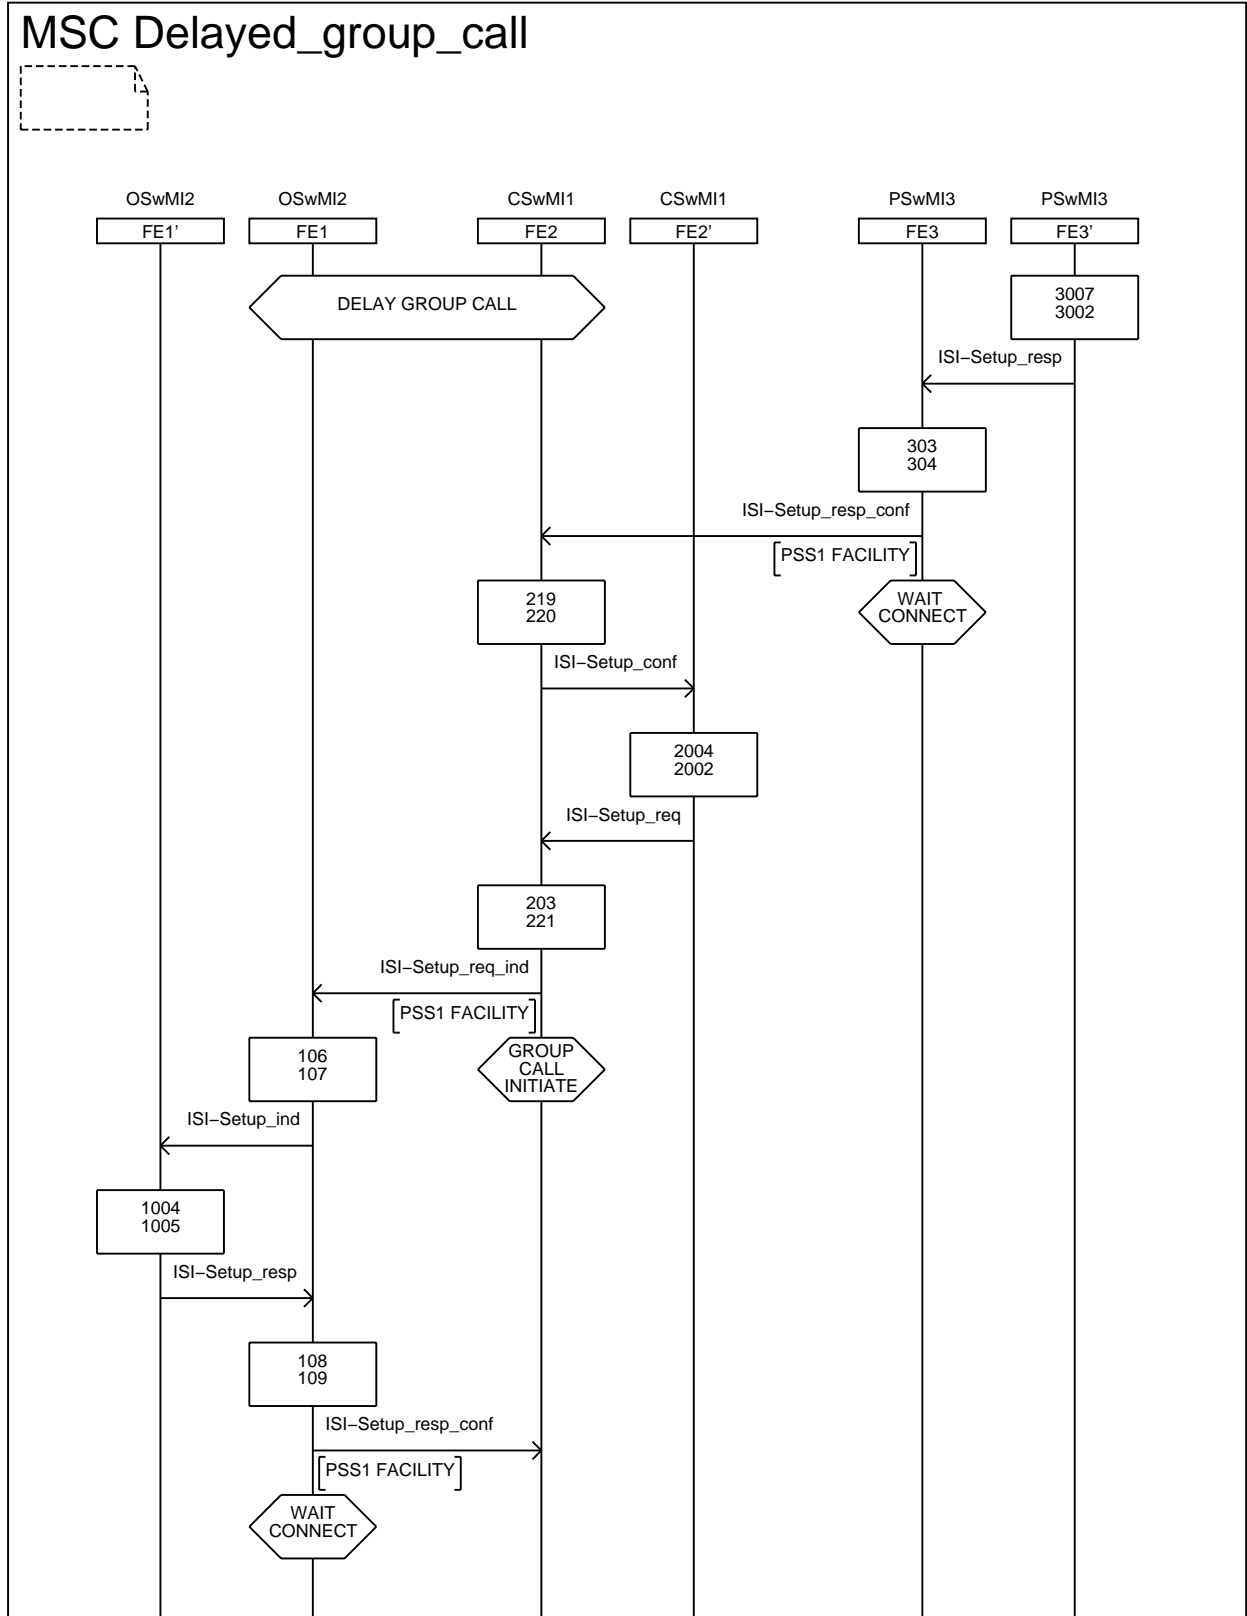 MSC Delayed_group_call
OSwMI2 OSwMI2 CSwMI1 CSwMI1 PSwMI3 PSwMI3
FE1' FE1 FE2 FE2' FE3 FE3'
DELAY GROUP CALL
3007
3002
ISI–Setup_resp
303
304
ISI–Setup_resp_conf
[PSS1 FACILITY]
219
220
WAIT
CONNECT
ISI–Setup_conf
2004
2002
ISI–Setup_req
203
221
ISI–Setup_req_ind
[PSS1 FACILITY]
106
107
GROUP
CALL
INITIATE
ISI–Setup_ind
1004
1005
ISI–Setup_resp
108
109
ISI–Setup_resp_conf
[PSS1 FACILITY]
WAIT
CONNECT